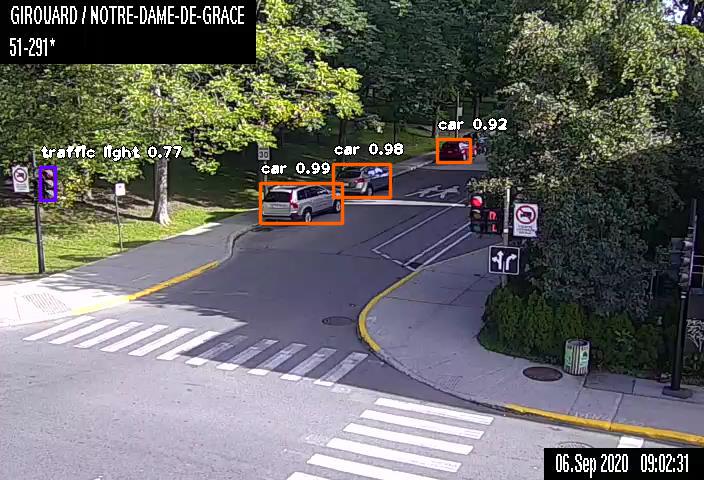 GIROUARD / NOTRE-DAME-DE-GRACE
51-291*
car 0.92
traffic light 0.77
car 0.98
car 0.99
30
06.Sep 2020 09:02:31